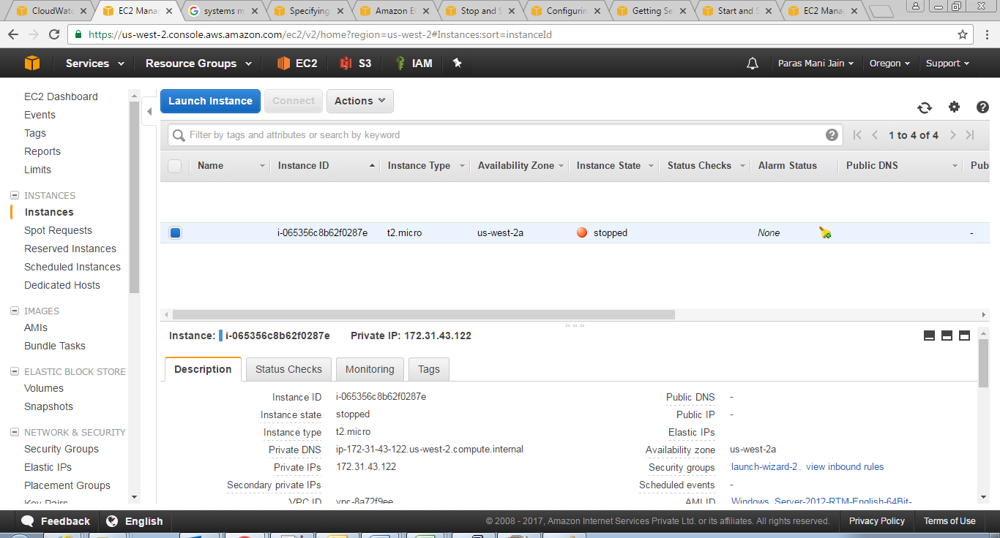 CloudWatc
EC2 Mana
systems m
Specifying
Amazon E
Stop and S
Configurin
Getting Se
Start and S
EC2 Mana
https://us-west-2.console.aws.amazon.com/ec2/v2/home?region=us-west-2#Instances:sort=instanceId
Services Resource Groups EC2 S3 IAM Paras Mani Jain Oregon Support
EC2 Dashboard
Events
Tags
Reports
Limits
INSTANCES
Instances
Spot Requests
Reserved Instances
Scheduled Instances
Dedicated Hosts
IMAGES
AMIs
Bundle Tasks
ELASTIC BLOCK STORE
Volumes
Snapshots
NETWORK & SECURITY
Security Groups
Elastic IPs
Placement Groups
Key Pairs
Launch Instance Connect Actions
Filter by tags and attributes or search by keyword 1 to 4 of 4
Name Instance ID Instance Type Availability Zone Instance State Status Checks Alarm Status Public DNS Pub
i-065356c8b62f0287e t2.micro us-west-2a stopped None -
Instance: i-065356c8b62f0287e Private IP: 172.31.43.122
Description Status Checks Monitoring Tags
Instance ID i-065356c8b62f0287e
Instance state stopped
Instance type t2.micro
Private DNS ip-172-31-43-122.us-west-2.compute.internal
Private IPs 172.31.43.122
Secondary private IPs
VPC ID vpc-8a72f9ee
Public DNS -
Public IP -
Elastic IPs
Availability zone us-west-2a
Security groups launch-wizard-2. view inbound rules
Scheduled events -
AMI ID Windows_Server-2012-RTM-English-64Bit-
Feedback English © 2008 - 2017, Amazon Internet Services Private Ltd. or its affiliates. All rights reserved. Privacy Policy Terms of Use